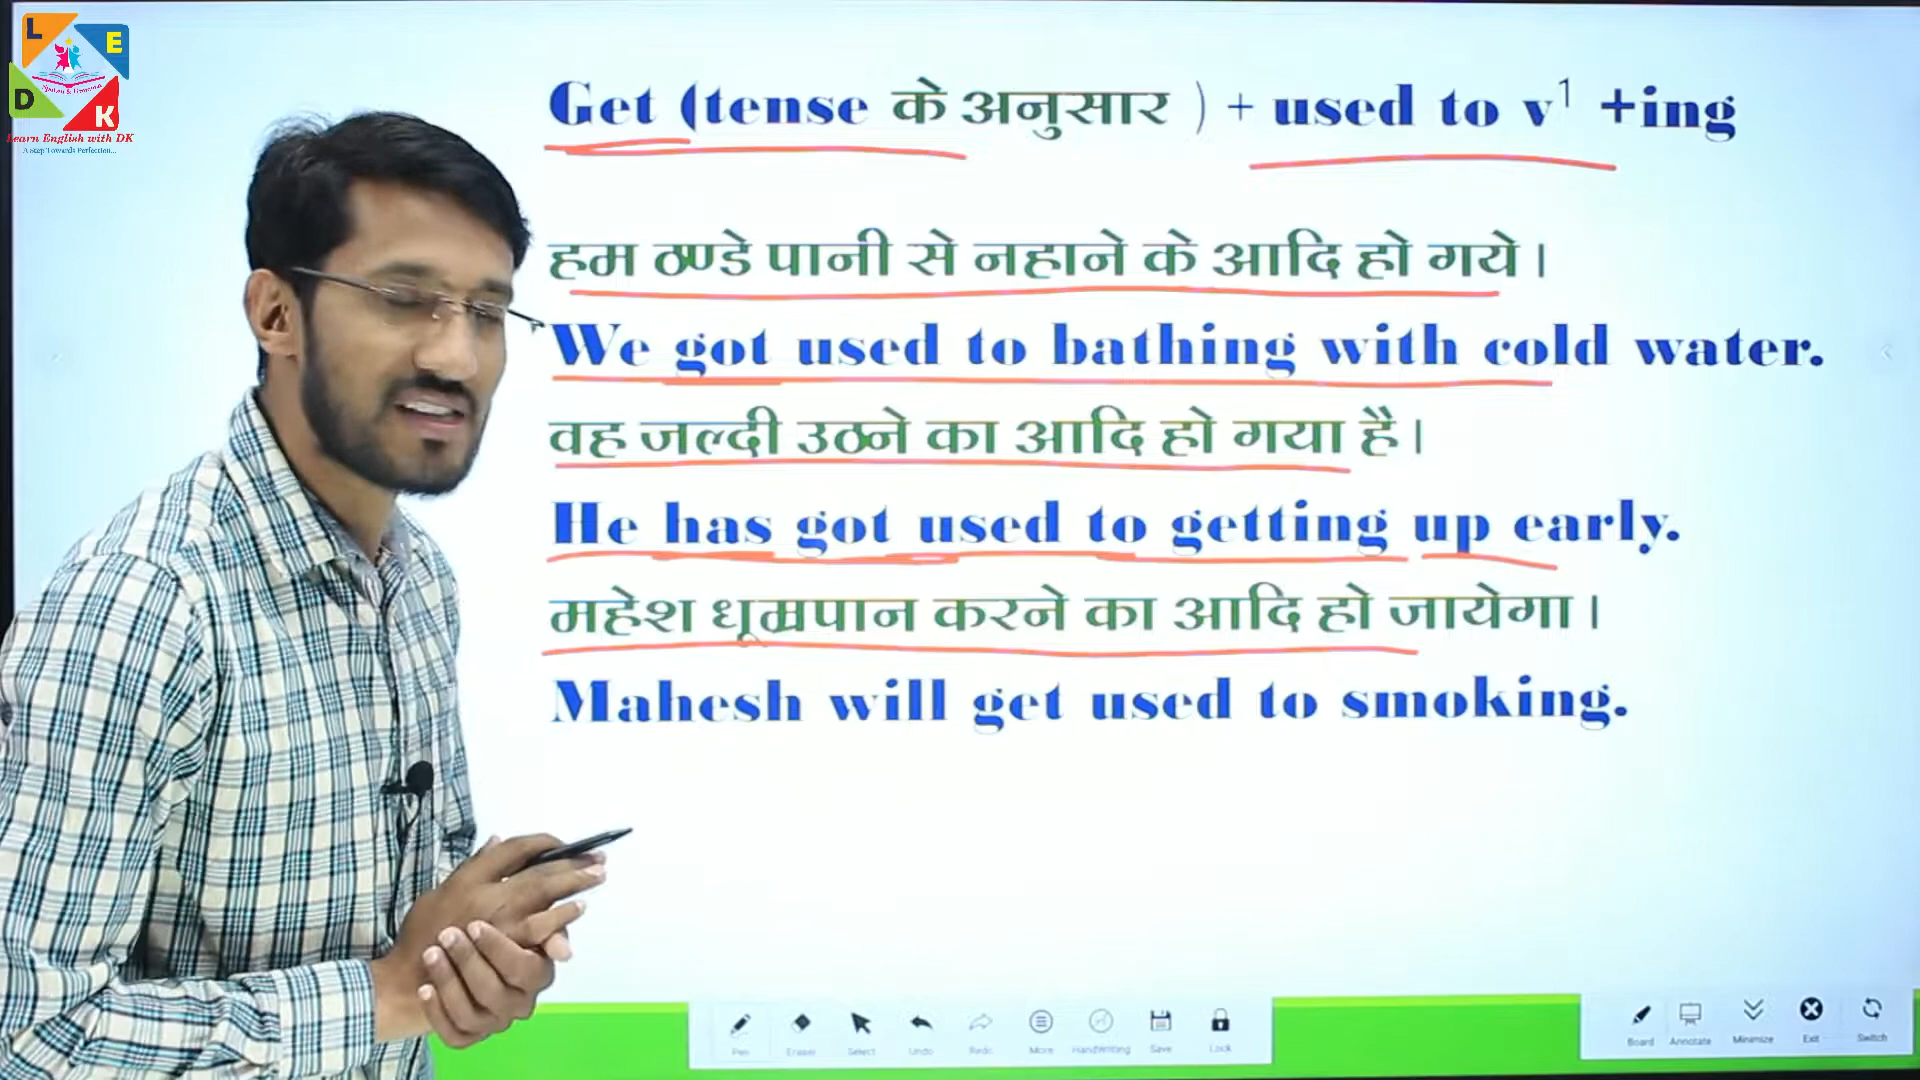 L E
D K
Learn English with DK
A Step Towards Perfection...
Get (tense के अनुसार ) + used to v¹ +ing
हम ठण्डे पानी से नहाने के आदि हो गये।
We got used to bathing with cold water.
वह जल्दी उठने का आदि हो गया है।
He has got used to getting up early.
महेश धूम्रपान करने का आदि हो जायेगा।
Mahesh will get used to smoking.
Pen Eraser Select Undo Redo More Handwriting Save Lock
Board Annotate Minimize Exit Switch